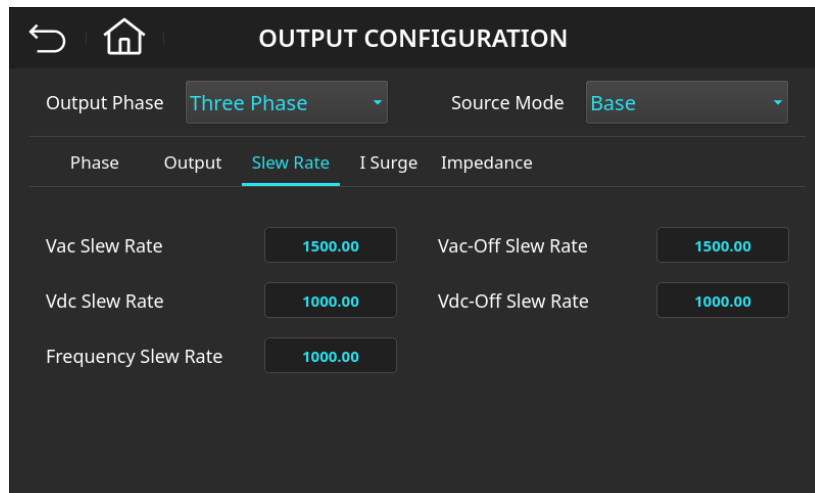 OUTPUT CONFIGURATION
Output Phase Three Phase Source Mode Base
Phase Output Slew Rate I Surge Impedance
Vac Slew Rate 1500.00 Vac-Off Slew Rate 1500.00
Vdc Slew Rate 1000.00 Vdc-Off Slew Rate 1000.00
Frequency Slew Rate 1000.00